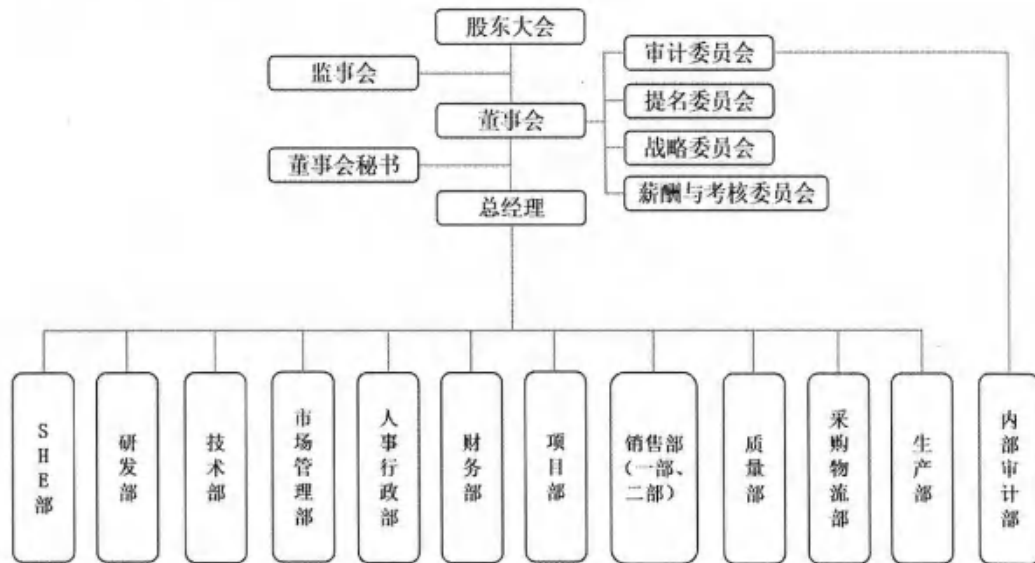 股东大会
监事会
审计委员会
提名委员会
董事会
战略委员会
董事会秘书
薪酬与考核委员会
总经理
SHE部
研发部
技术部
市场管理部
人事行政部
财务部
项目部
销售部
（一部、
二部）
质量部
采购物流部
生产部
内部审计部